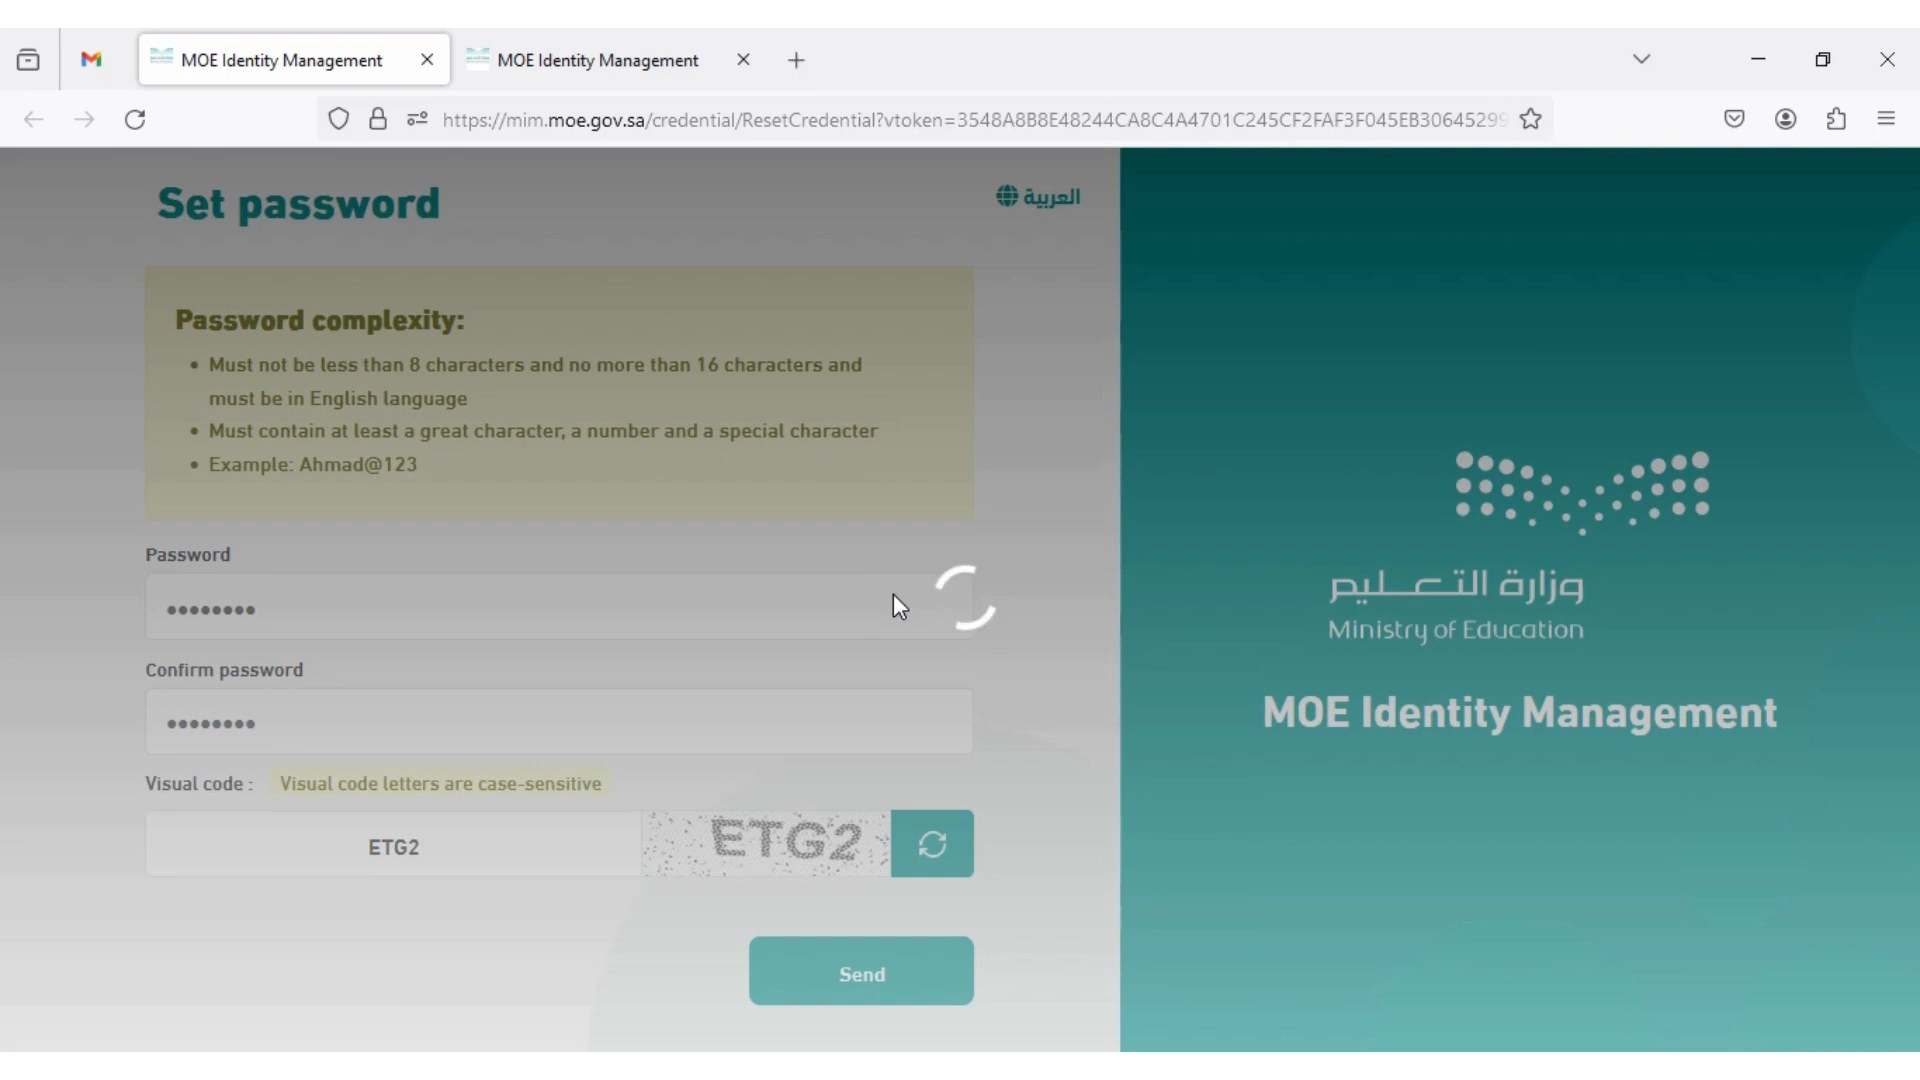 MOE Identity Management
MOE Identity Management
https://mim.moe.gov.sa/credential/ResetCredential?vtoken=3548A8B8E48244CA8C4A4701C245CF2FAF3F045EB30645299
Set password
العربية
Password complexity:
• Must not be less than 8 characters and no more than 16 characters and
must be in English language
• Must contain at least a great character, a number and a special character
• Example: Ahmad@123
Password
••••••••
Confirm password
••••••••
Visual code : Visual code letters are case-sensitive
ETG2 ETG2
Send
وزارة التعليم
Ministry of Education
MOE Identity Management